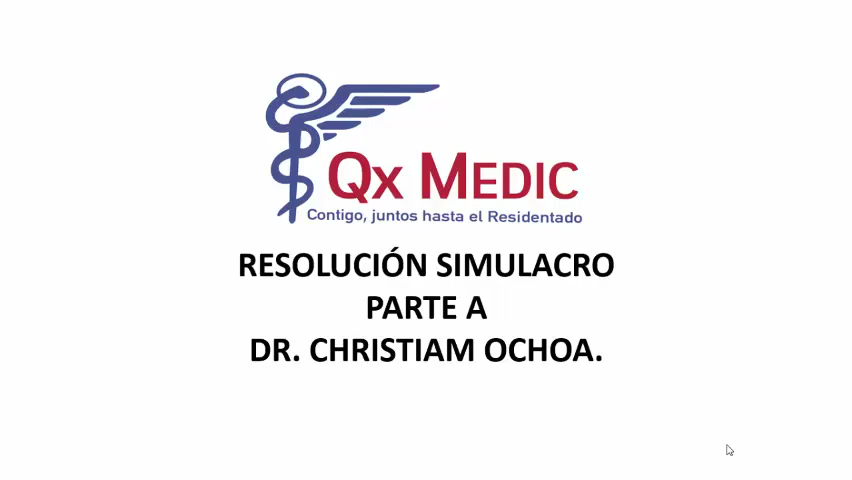 Qx MEDIC
Contigo, juntos hasta el Residentado
RESOLUCIÓN SIMULACRO
PARTE A
DR. CHRISTIAM OCHOA.